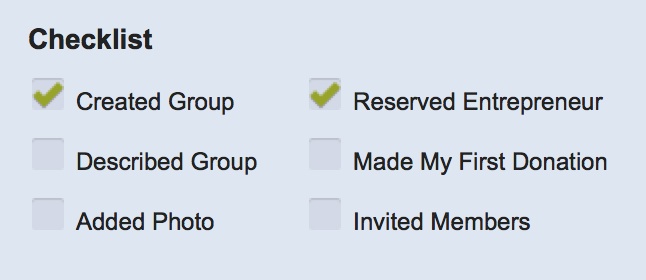 Checklist
Created Group
Reserved Entrepreneur
Described Group
Made My First Donation
Added Photo
Invited Members